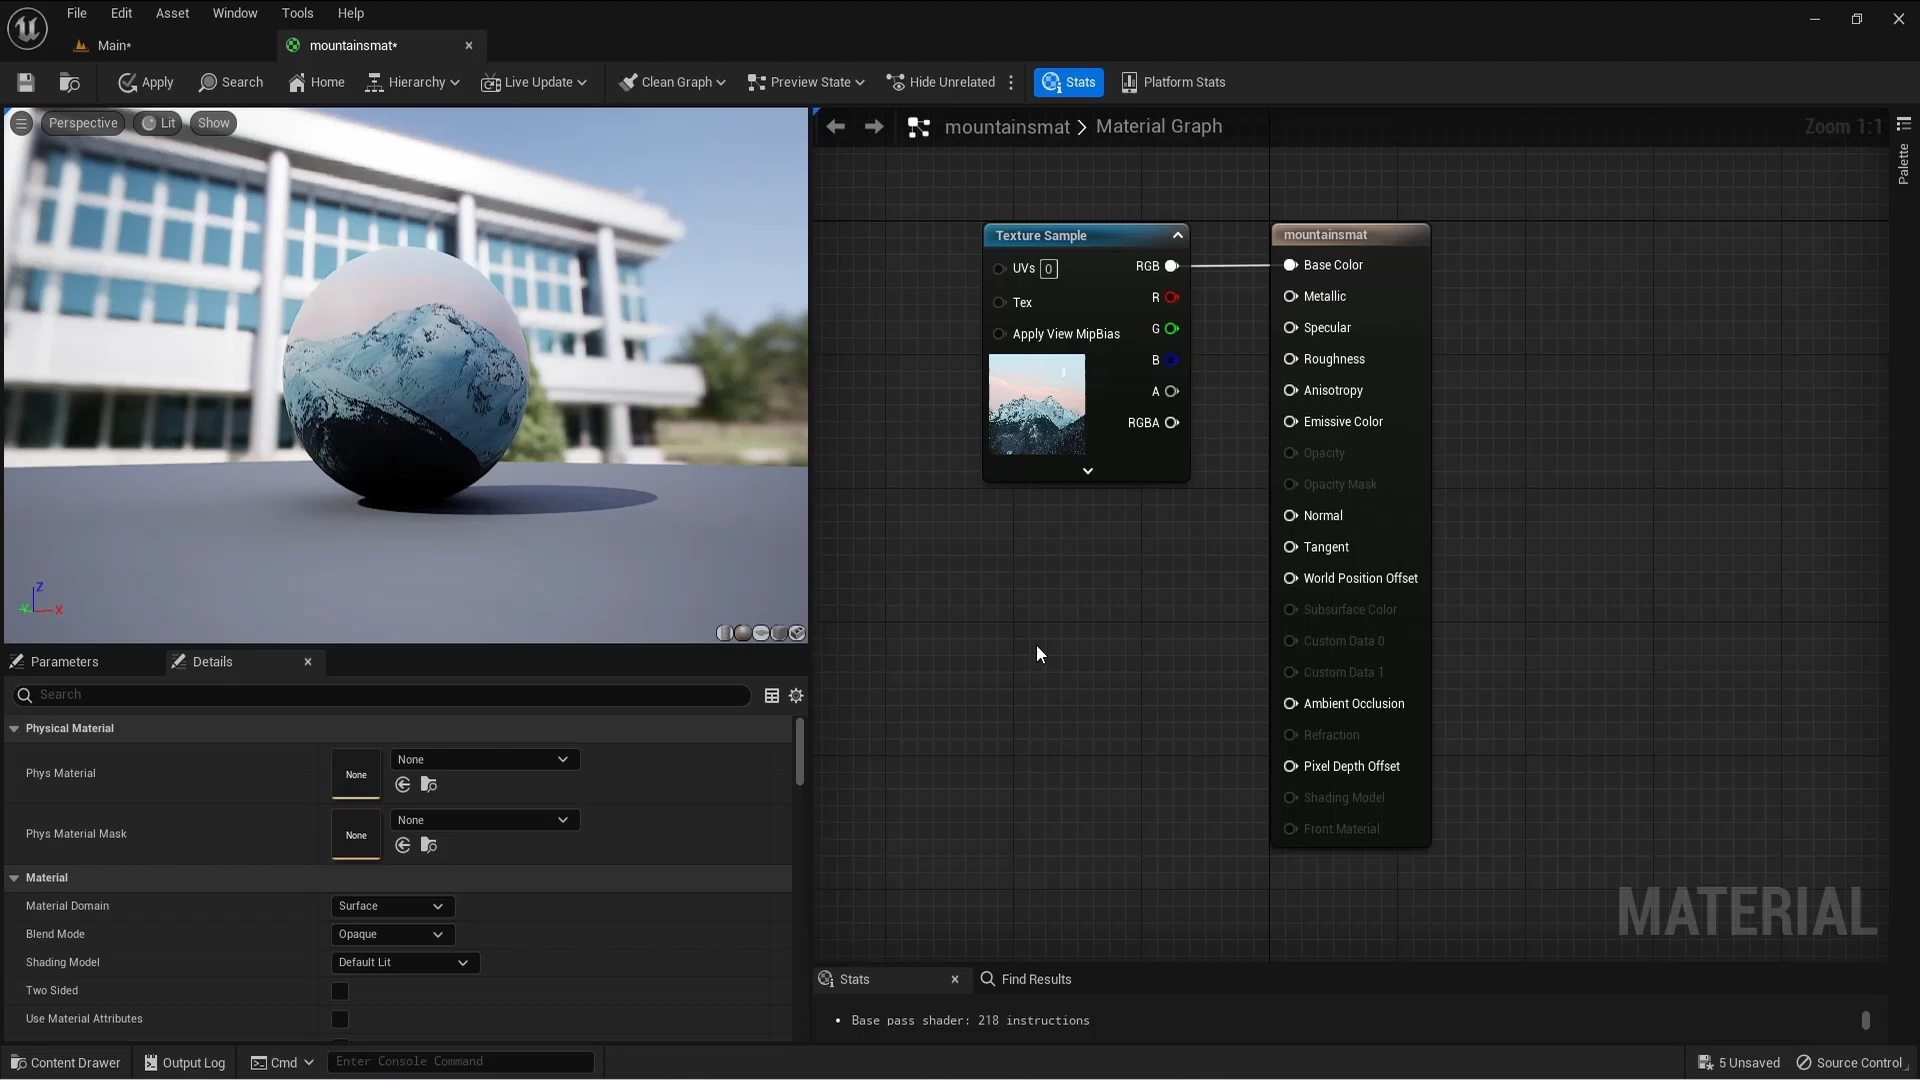 File Edit Asset Window Tools Help
Main* mountainsmat*
Apply Search Home Hierarchy Live Update Clean Graph Preview State Hide Unrelated Stats Platform Stats
Perspective Lit Show
mountainsmat > Material Graph Zoom 1:1
Palette
Texture Sample
UVs 0 RGB
Tex R
Apply View MipBias G
B
A
RGBA
mountainsmat
Base Color
Metallic
Specular
Roughness
Anisotropy
Emissive Color
Opacity
Opacity Mask
Normal
Tangent
World Position Offset
Subsurface Color
Custom Data 0
Custom Data 1
Ambient Occlusion
Refraction
Pixel Depth Offset
Shading Model
Front Material
MATERIAL
Z
Y X
Parameters Details
Search
Physical Material
Phys Material None None
Phys Material Mask None None
Material
Material Domain Surface
Blend Mode Opaque
Shading Model Default Lit
Two Sided
Use Material Attributes
Stats Find Results
• Base pass shader: 218 instructions
Content Drawer Output Log Cmd Enter Console Command 5 Unsaved Source Control